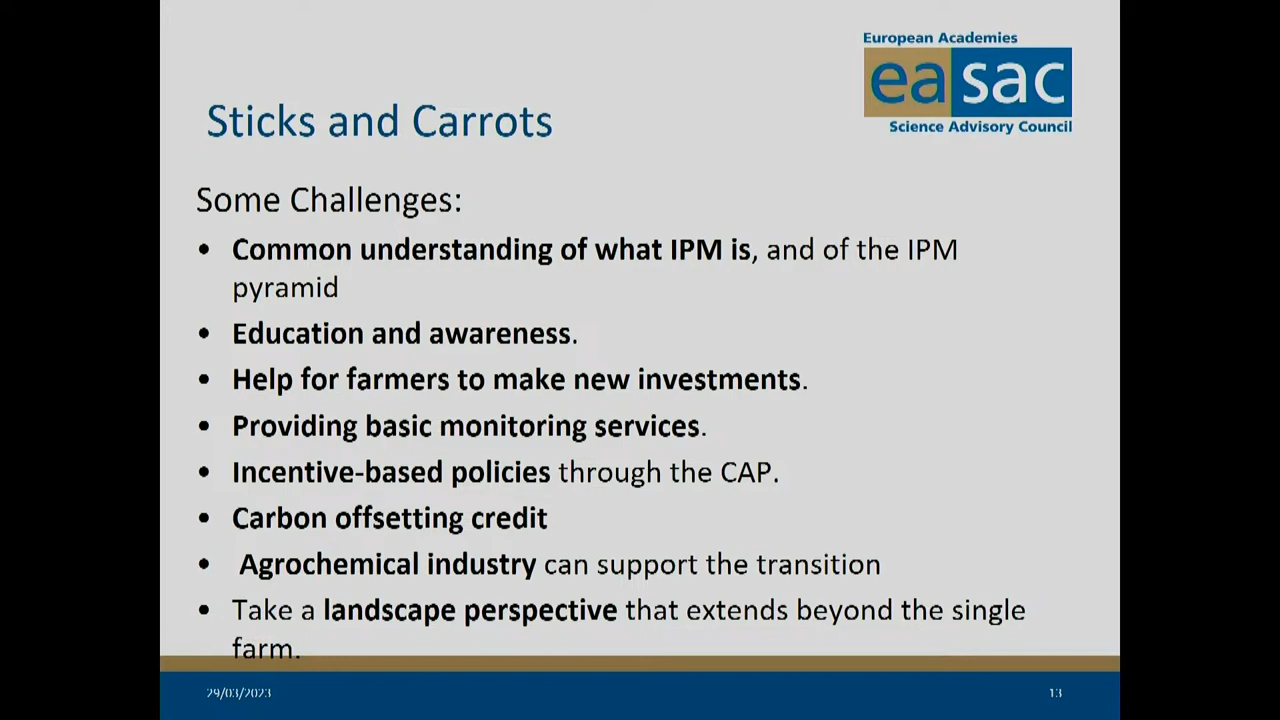 European Academies
easac
Science Advisory Council
Sticks and Carrots
Some Challenges:
• Common understanding of what IPM is, and of the IPM
pyramid
• Education and awareness.
• Help for farmers to make new investments.
• Providing basic monitoring services.
• Incentive-based policies through the CAP.
• Carbon offsetting credit
• Agrochemical industry can support the transition
• Take a landscape perspective that extends beyond the single
farm.
29/03/2023
13